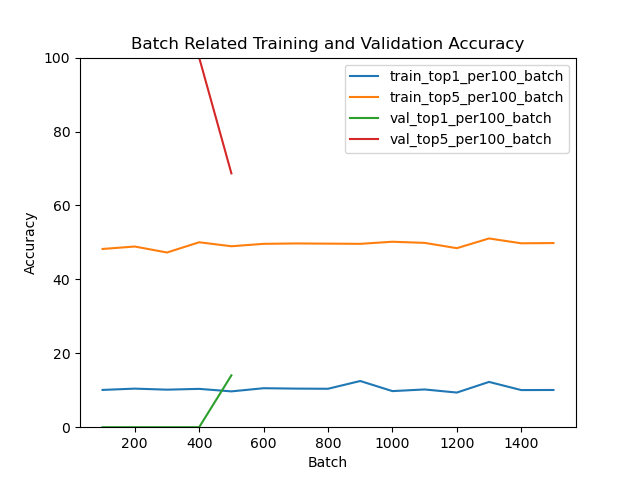 Batch Related Training and Validation Accuracy
100
80
60
40
20
0
Accuracy
train_top1_per100_batch
train_top5_per100_batch
val_top1_per100_batch
val_top5_per100_batch
200 400 600 800 1000 1200 1400
Batch